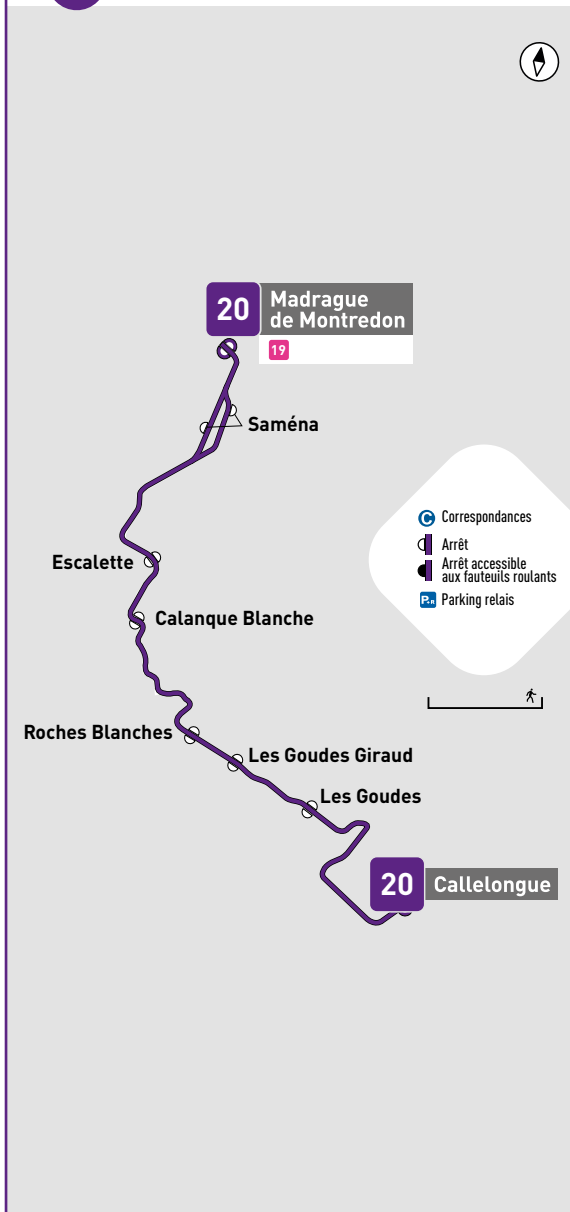 20
Madrague
de Montredon
19
Saména
Escalette
Calanque Blanche
Roches Blanches
Les Goudes Giraud
Les Goudes
20
Callelongue
C Correspondances
Arrêt
Arrêt accessible
aux fauteuils roulants
P+R Parking relais